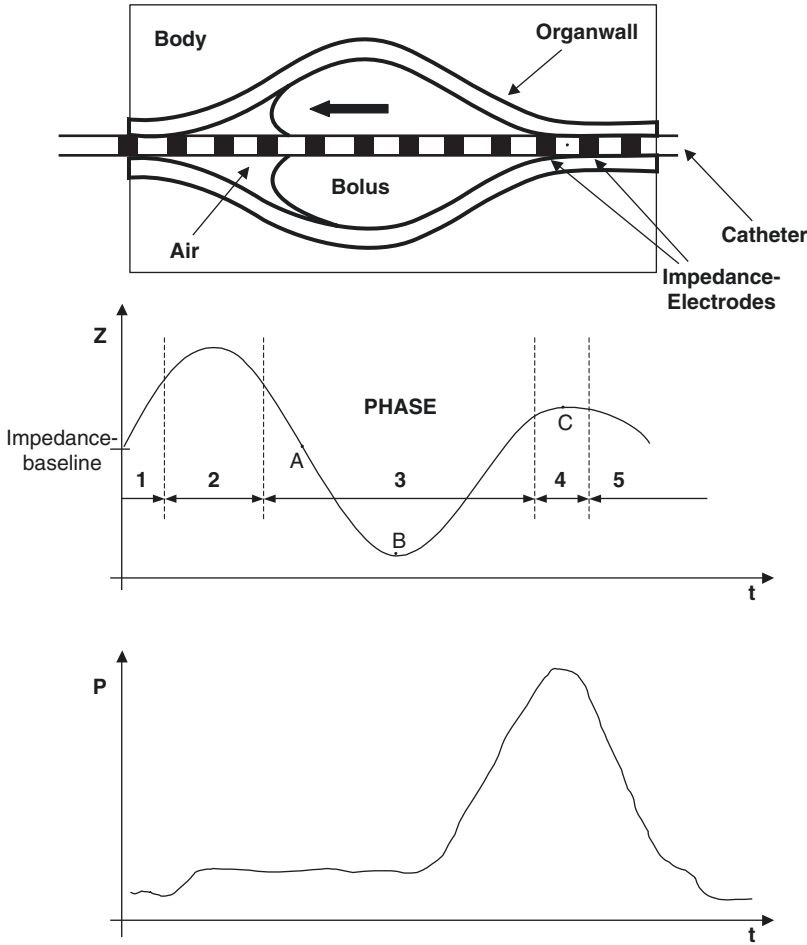 Body
Organwall
Bolus
Air
Catheter
Impedance-
Electrodes
Z
PHASE
Impedance-
baseline
A
C
1
2
3
4
5
B
t
P
t